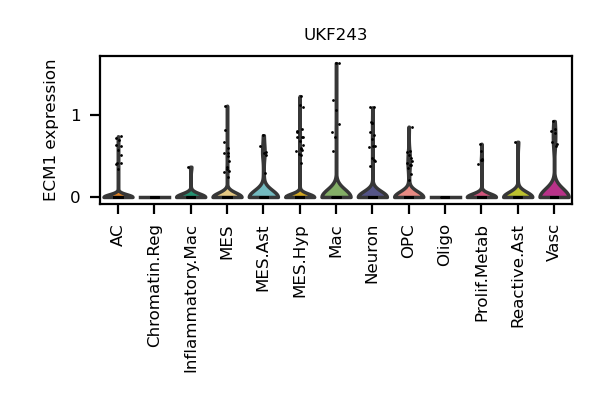 UKF243
ECM1 expression
1
0
AC
Chromatin.Reg
Inflammatory.Mac
MES
MES.Ast
MES.Hyp
Mac
Neuron
OPC
Oligo
Prolif.Metab
Reactive.Ast
Vasc